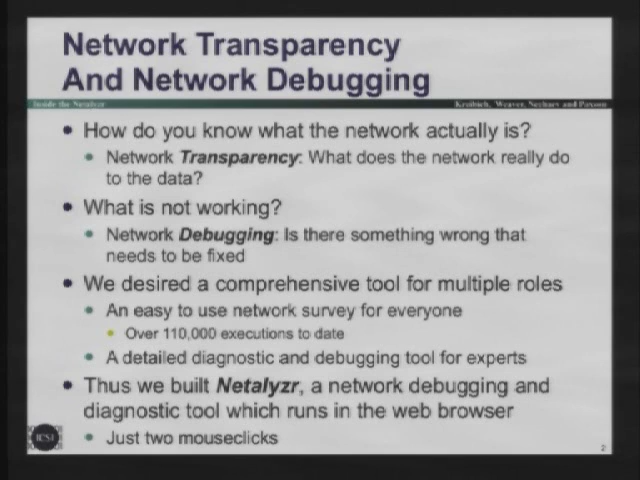 Network Transparency
And Network Debugging
Inside the Netalyzr
Kreibich, Weaver, Nechaev and Paxson
• How do you know what the network actually is?
• Network Transparency: What does the network really do
to the data?
• What is not working?
• Network Debugging: Is there something wrong that
needs to be fixed
• We desired a comprehensive tool for multiple roles
• An easy to use network survey for everyone
• Over 110,000 executions to date
• A detailed diagnostic and debugging tool for experts
• Thus we built Netalyzr, a network debugging and
diagnostic tool which runs in the web browser
• Just two mouseclicks
ICSI
2